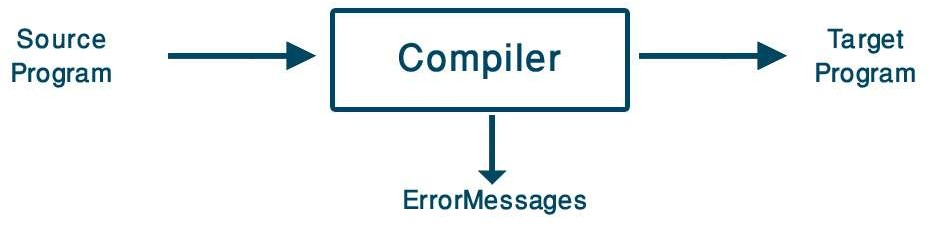 Source
Program
Compiler
Target
Program
ErrorMessages